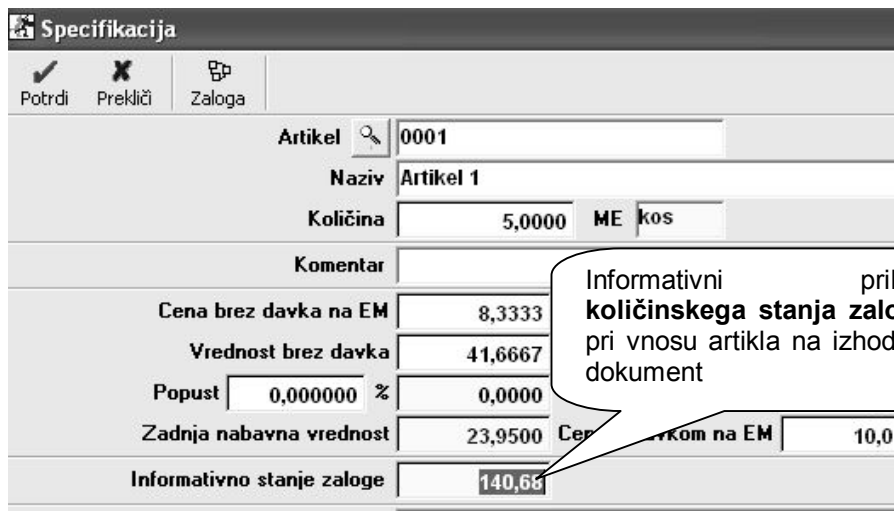 Specifikacija
Potrdi Prekliči Zaloga
Artikel 0001
Naziv Artikel 1
Količina 5,0000 ME kos
Komentar
Informativni
količinskega stanja
pri vnosu artikla na
dokument
Cena brez davka na EM 8,3333
Vrednost brez davka 41,6667
Popust 0,000000 % 0,0000
Zadnja nabavna vrednost 23,9500 na EM
Informativno stanje zaloge 140,68